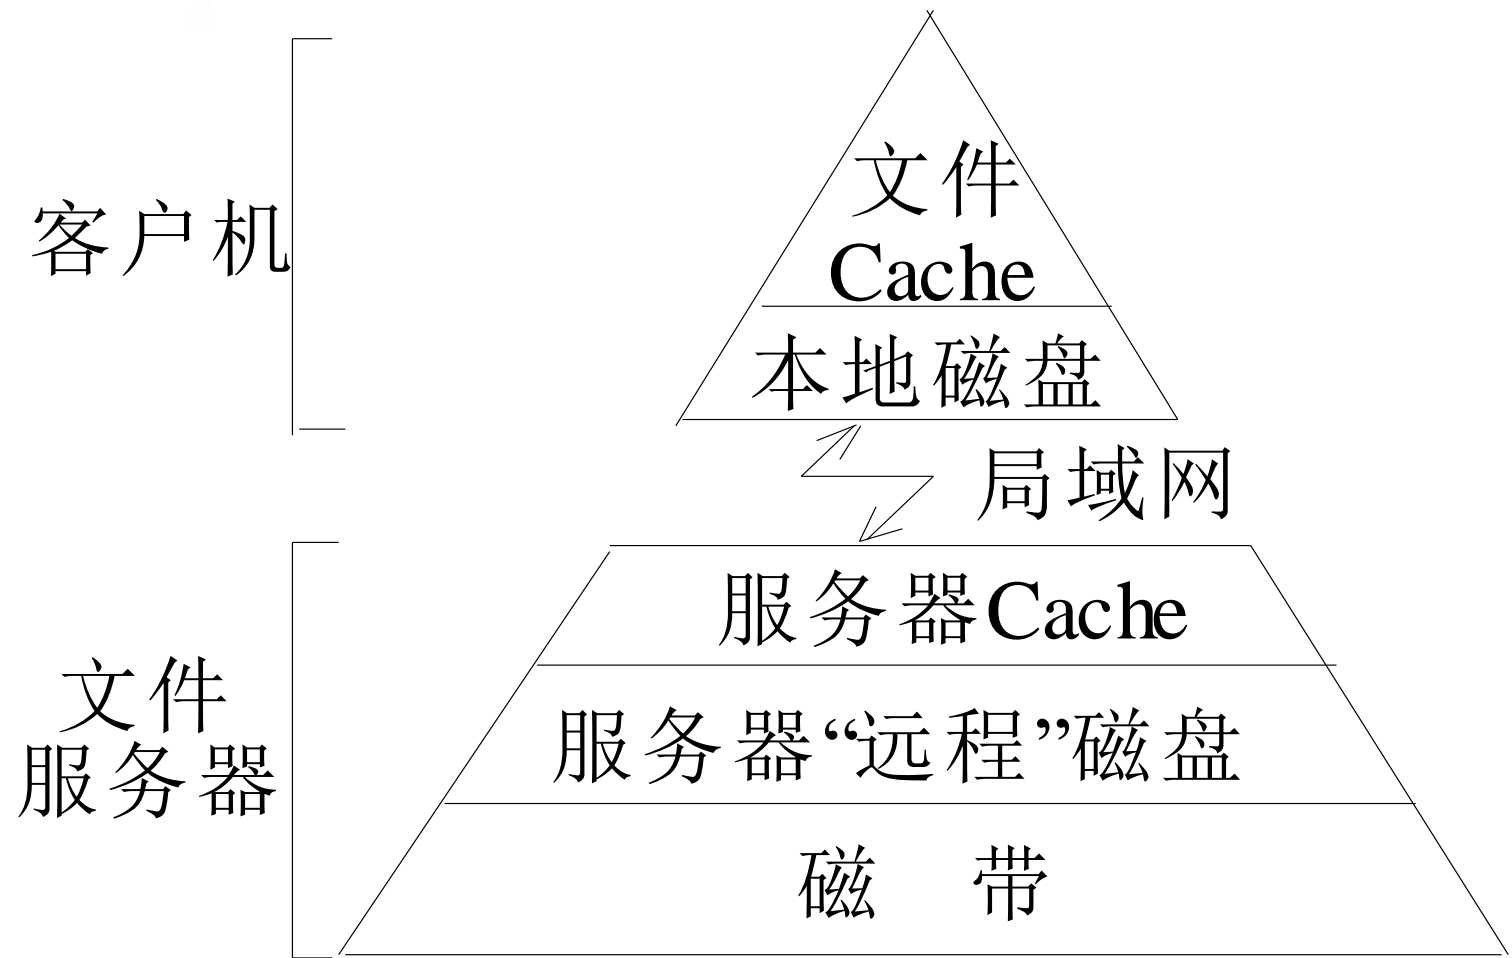 客户机
文件
Cache
本地磁盘
局域网
文件
服务器
服务器Cache
服务器“远程”磁盘
磁 带